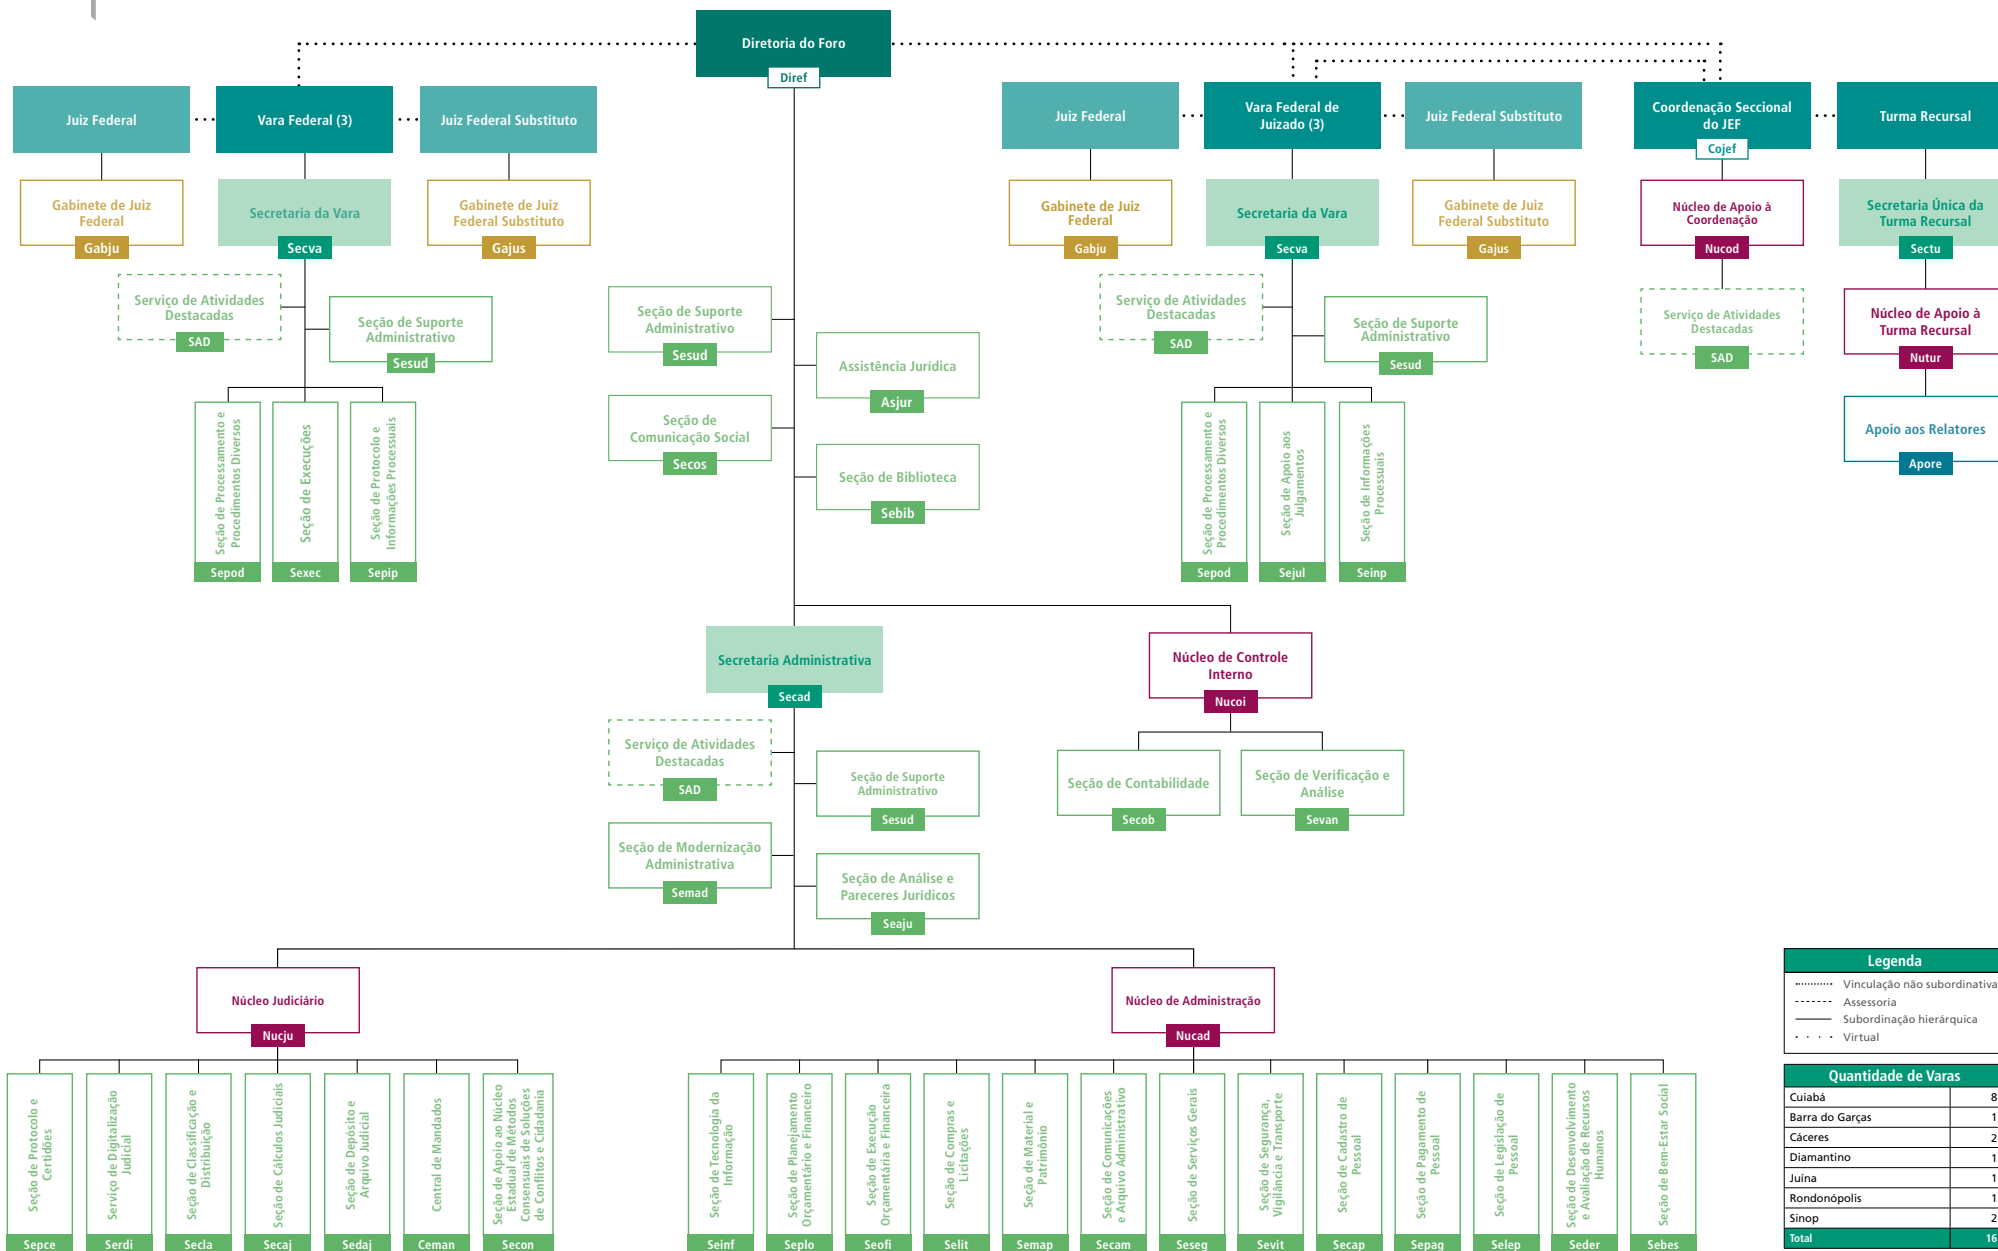 Diretoria do Foro
Diref
Juiz Federal
Vara Federal (3)
Juiz Federal Substituto
Gabinete de Juiz
Federal
Gabju
Secretaria da Vara
Secva
Gabinete de Juiz
Federal Substituto
Gajus
Serviço de Atividades
Destacadas
SAD
Seção de Suporte
Administrativo
Sesud
Seção de Processamento e
Procedimentos Diversos
Sepod
Seção de Execuções
Sexec
Seção de Protocolo e
Informações Processuais
Sepip
Seção de Suporte
Administrativo
Sesud
Assistência Jurídica
Asjur
Seção de
Comunicação Social
Secos
Seção de Biblioteca
Sebib
Juiz Federal
Vara Federal de
Juizado (3)
Juiz Federal Substituto
Gabinete de Juiz
Federal
Gabju
Secretaria da Vara
Secva
Gabinete de Juiz
Federal Substituto
Gajus
Serviço de Atividades
Destacadas
SAD
Seção de Suporte
Administrativo
Sesud
Seção de Processamento e
Procedimentos Diversos
Sepod
Seção de Apoio aos
Julgamentos
Sejul
Seção de Informações
Processuais
Seinp
Coordenação Seccional
do JEF
Cojef
Núcleo de Apoio à
Coordenação
Nucod
Serviço de Atividades
Destacadas
SAD
Turma Recursal
Secretaria Única da
Turma Recursal
Sectu
Núcleo de Apoio à
Turma Recursal
Nutur
Apoio aos Relatores
Apore
Secretaria Administrativa
Secad
Núcleo de Controle
Interno
Nucoi
Serviço de Atividades
Destacadas
SAD
Seção de Suporte
Administrativo
Sesud
Seção de Modernização
Administrativa
Semad
Seção de Análise e
Pareceres Jurídicos
Seaju
Seção de Contabilidade
Secob
Seção de Verificação e
Análise
Sevan
Núcleo Judiciário
Nucju
Seção de Protocolo e
Certidões
Sepce
Serviço de Digitalização
Judicial
Serdi
Seção de Classificação e
Distribuição
Secla
Seção de Cálculos Judiciais
Secaj
Seção de Depósito e
Arquivo Judicial
Sedaj
Central de Mandados
Ceman
Seção de Apoio ao Núcleo
Estadual de Métodos
Consensuais de Soluções
de Conflitos e Cidadania
Secon
Núcleo de Administração
Nucad
Seção de Tecnologia da
Informação
Seinf
Seção de Planejamento
Orçamentário e Financeiro
Seplo
Seção de Execução
Orçamentária e Financeira
Seofi
Seção de Compras e
Licitações
Selit
Seção de Material e
Patrimônio
Semap
Seção de Comunicações
e Arquivo Administrativo
Secam
Seção de Serviços Gerais
Seseg
Seção de Segurança,
Vigilância e Transporte
Sevit
Seção de Cadastro de
Pessoal
Secap
Seção de Pagamento de
Pessoal
Sepag
Seção de Legislação de
Pessoal
Selep
Seção de Desenvolvimento
e Avaliação de Recursos
Humanos
Seder
Seção de Bem-Estar Social
Sebes
Legenda
Vinculação não subordinativa
Assessoria
Subordinação hierárquica
Virtual
Quantidade de Varas
Cuiabá 8
Barra do Garças 1
Cáceres 2
Diamantino 1
Juína 1
Rondonópolis 1
Sinop 2
Total 16